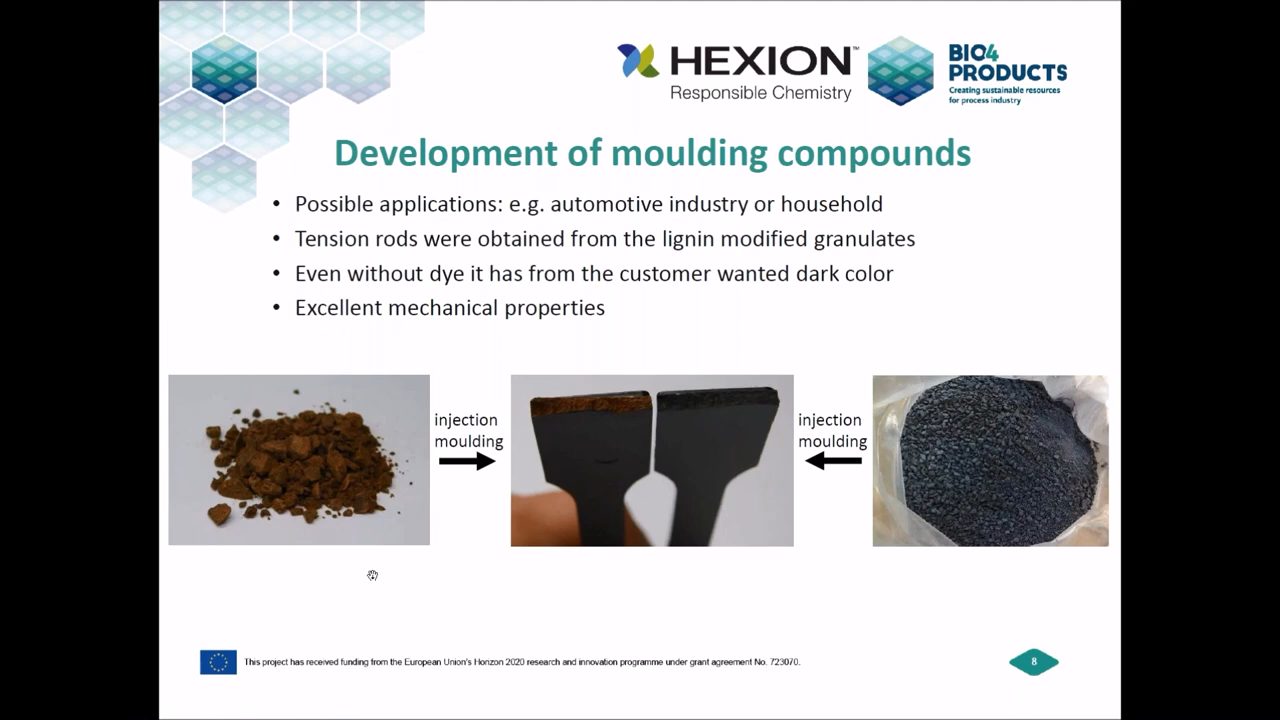 HEXION™
Responsible Chemistry
BIO4
PRODUCTS
Creating sustainable resources
for process industry
Development of moulding compounds
• Possible applications: e.g. automotive industry or household
• Tension rods were obtained from the lignin modified granulates
• Even without dye it has from the customer wanted dark color
• Excellent mechanical properties
injection
moulding
injection
moulding
This project has received funding from the European Union's Horizon 2020 research and innovation programme under grant agreement No. 723070.
8